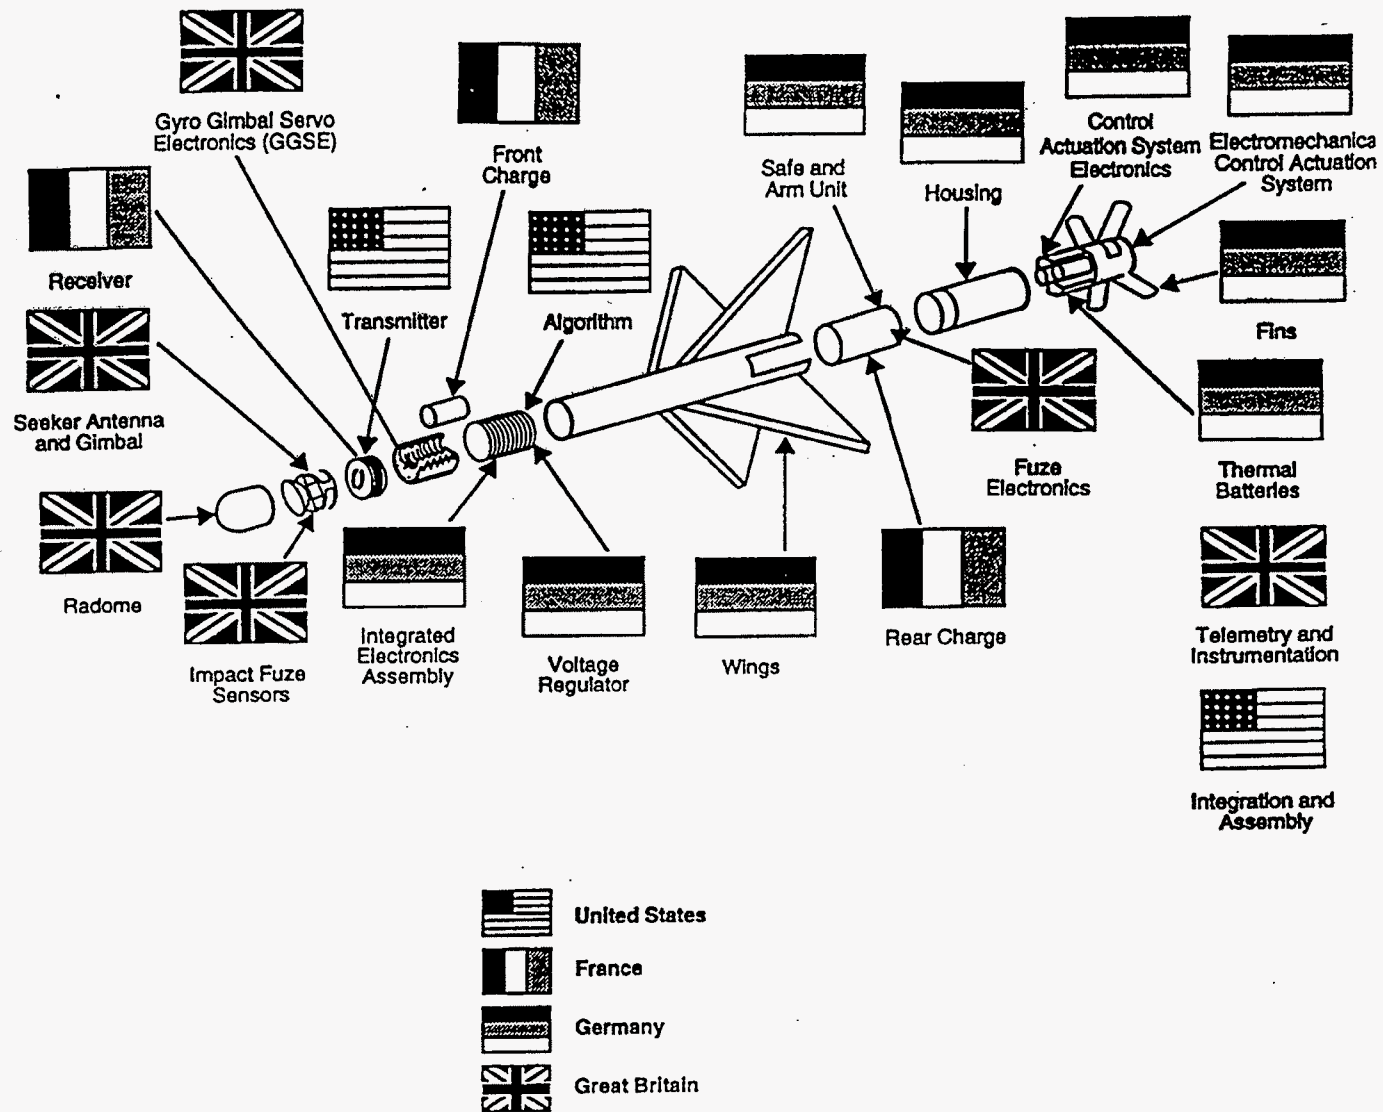 Gyro Gimbal Servo
Electronics (GGSE)
Front
Charge
Safe and
Arm Unit
Housing
Control
Actuation System
Electronics
Electromechanica
Control Actuation
System
Receiver
Transmitter
Algorithm
Fins
Seeker Antenna
and Gimbal
Fuze
Electronics
Thermal
Batteries
Radome
Impact Fuze
Sensors
Integrated
Electronics
Assembly
Voltage
Regulator
Wings
Rear Charge
Telemetry and
Instrumentation
Integration and
Assembly
United States
France
Germany
Great Britain